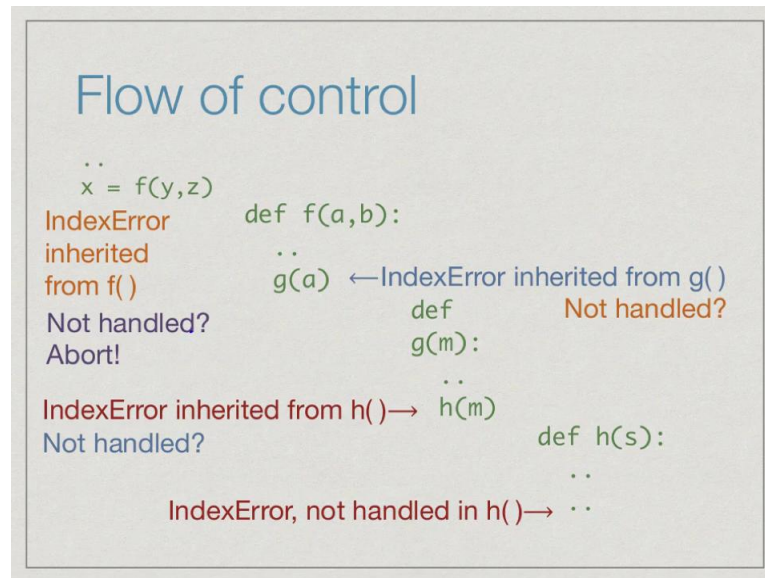 Flow of control
..
x = f(y,z)
IndexError
inherited
from f( )
Not handled?
Abort!
def f(a,b):
..
g(a) ←IndexError inherited from g( )
Not handled?
def
g(m):
..
IndexError inherited from h( )→ h(m)
Not handled?
def h(s):
..
IndexError, not handled in h( )→ ..